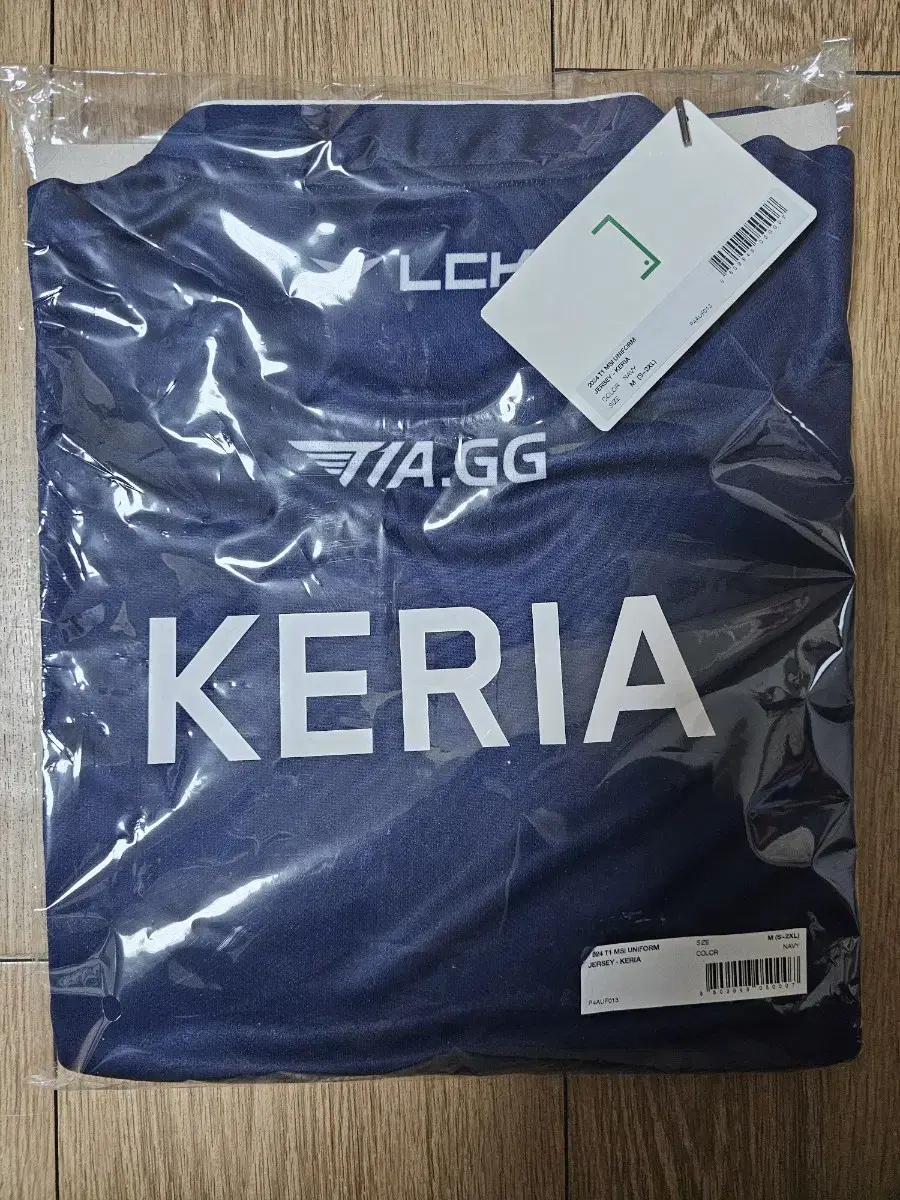 LCK
T1A.GG
KERIA
2024 T1 MSI UNIFORM
JERSEY - KERIA
COLOR NAVY
SIZE M (S~2XL)
P4AUF013
024 T1 MSI UNIFORM
JERSEY - KERIA
SIZE M (S~2XL)
COLOR NAVY
P4AUF013